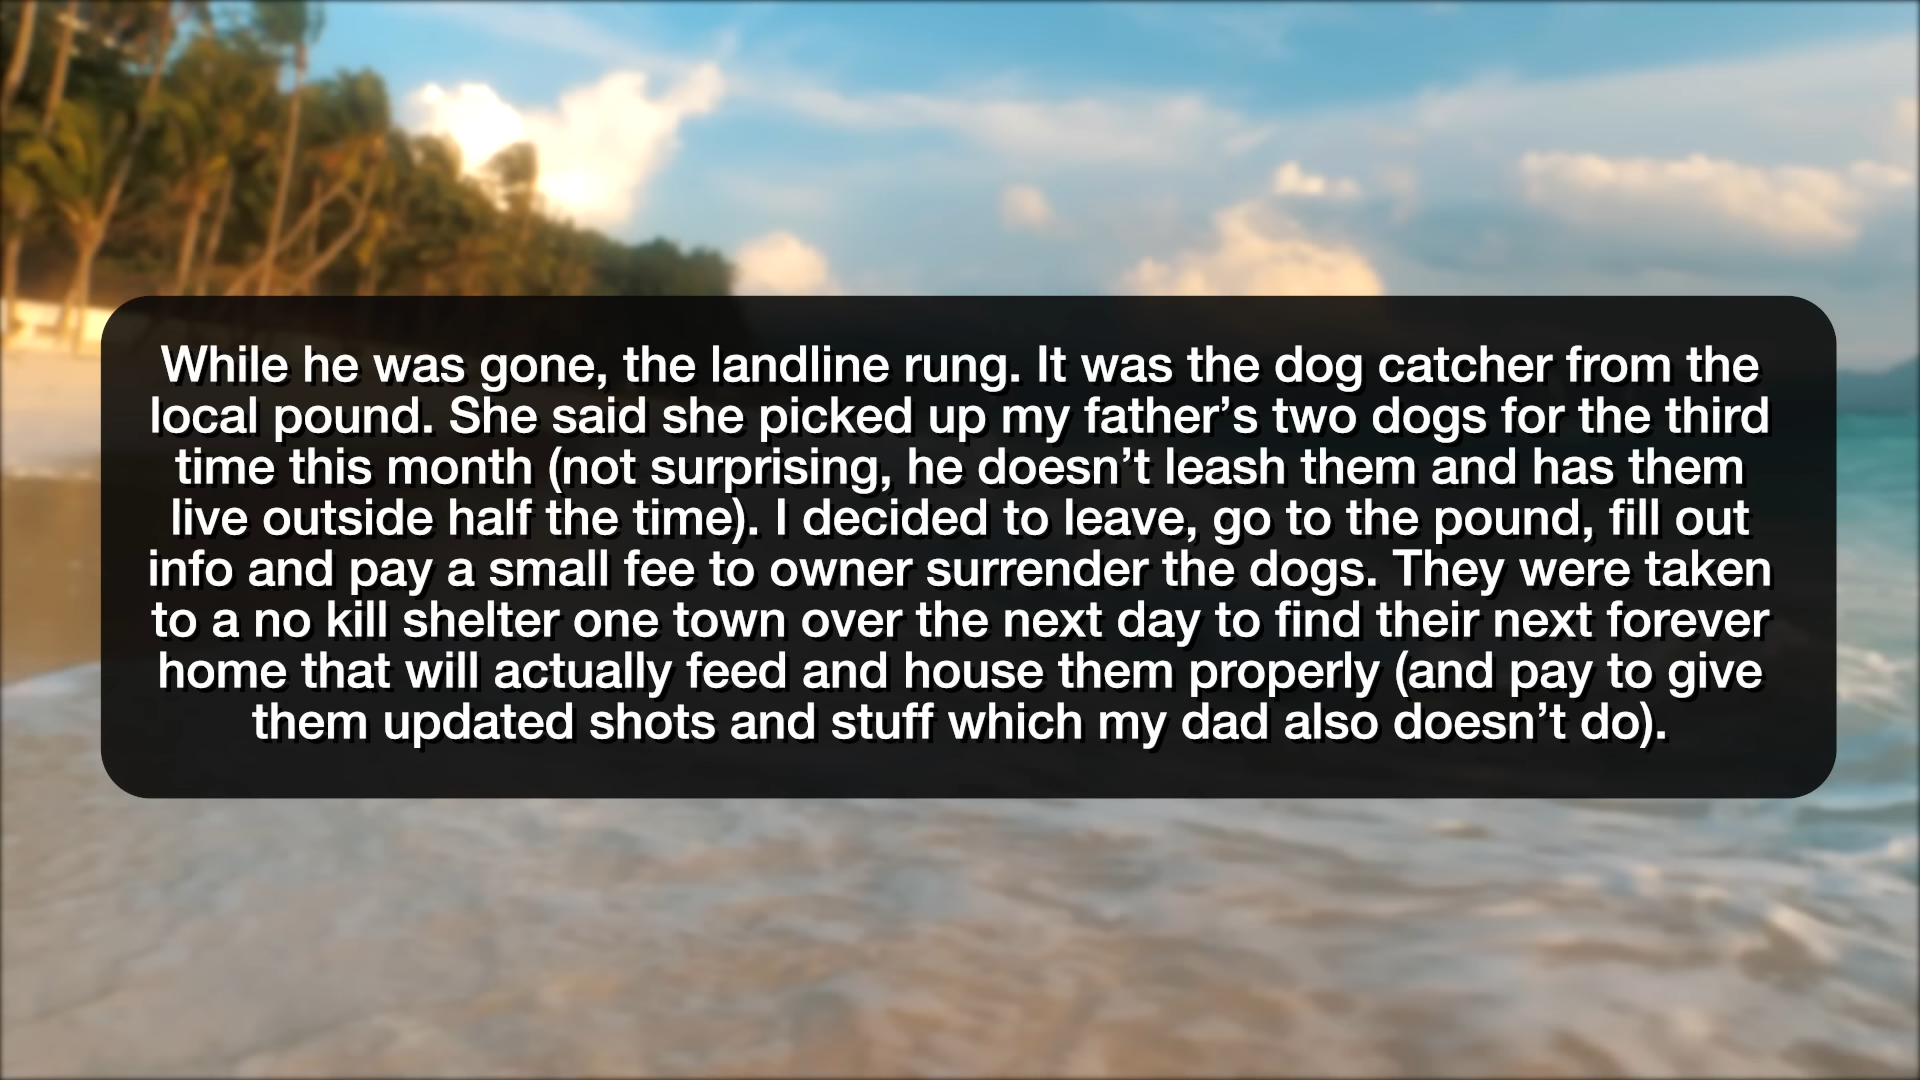 While he was gone, the landline rung. It was the dog catcher from the
local pound. She said she picked up my father’s two dogs for the third
time this month (not surprising, he doesn’t leash them and has them
live outside half the time). I decided to leave, go to the pound, fill out
info and pay a small fee to owner surrender the dogs. They were taken
to a no kill shelter one town over the next day to find their next forever
home that will actually feed and house them properly (and pay to give
them updated shots and stuff which my dad also doesn’t do).